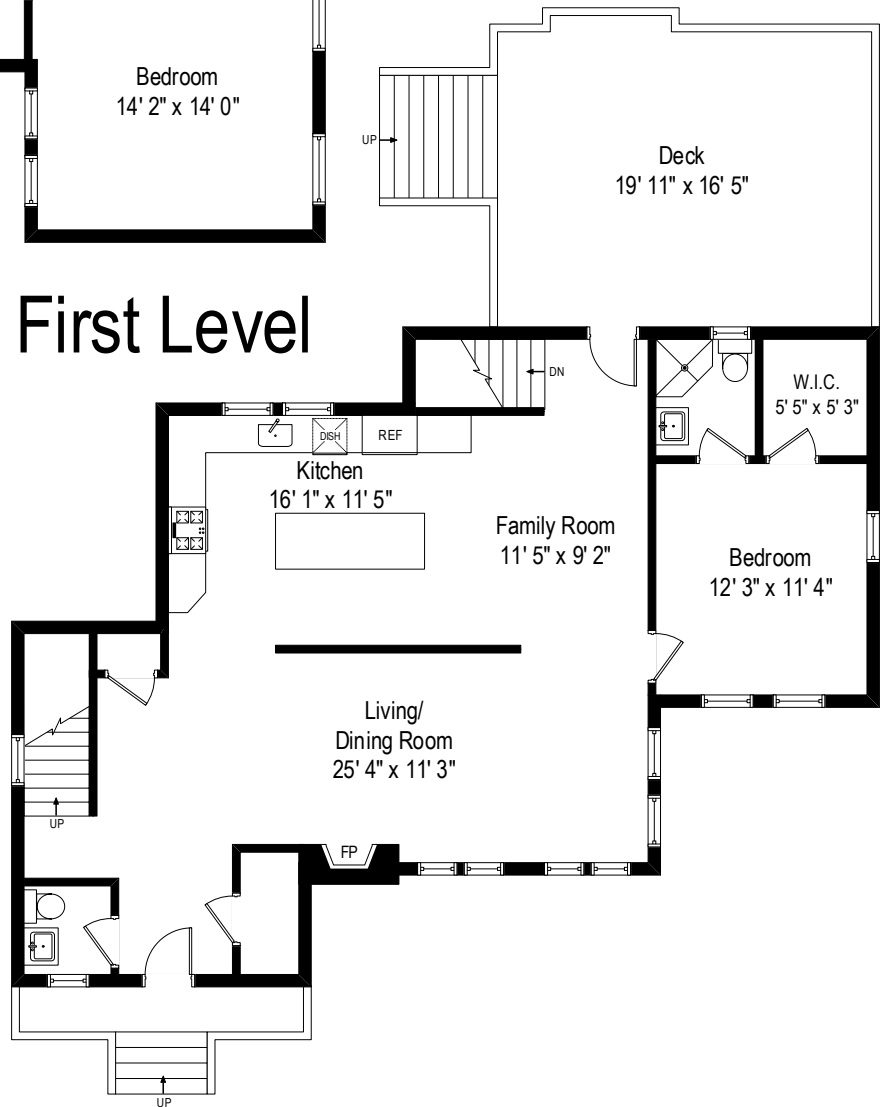 Bedroom
14' 2" x 14' 0"
UP
Deck
19' 11" x 16' 5"
First Level
DN
W.I.C.
5' 5" x 5' 3"
DISH
REF
Kitchen
16' 1" x 11' 5"
Family Room
11' 5" x 9' 2"
Bedroom
12' 3" x 11' 4"
Living/
Dining Room
25' 4" x 11' 3"
UP
FP
UP